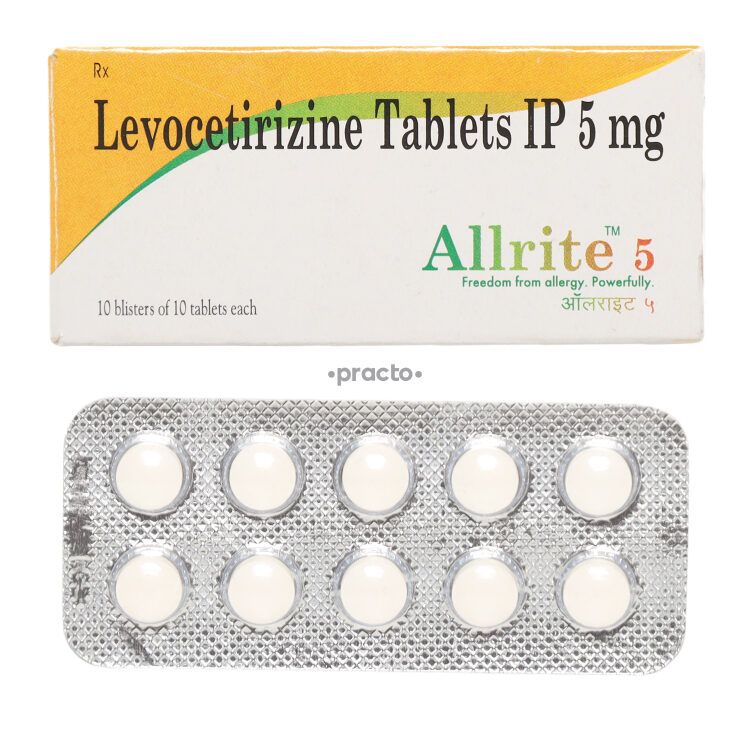 Rx
Levocetirizine Tablets IP 5 mg
Allrite™ 5
Freedom from allergy. Powerfully.
ऑलराइट ५
10 blisters of 10 tablets each
•practo•